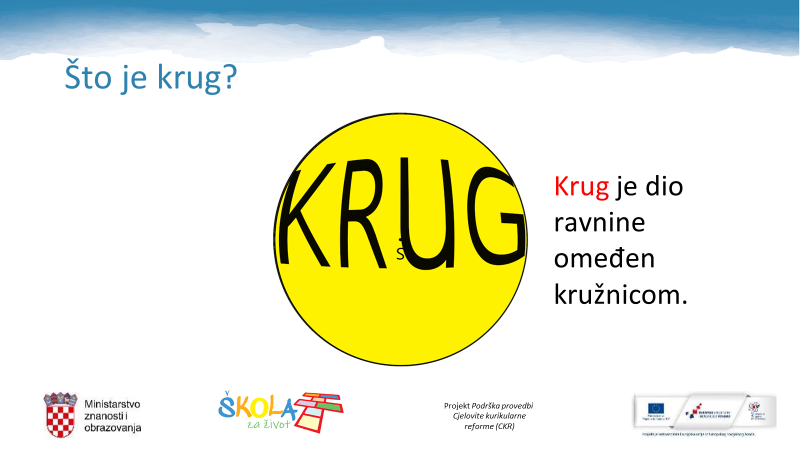 Što je krug?
KRUG
S
Krug je dio
ravnine
omeđen
kružnicom.
Ministarstvo
znanosti i
obrazovanja
ŠKOLA
za život
Projekt Podrška provedbi
Cjelovite kurikularne
reforme (CKR)